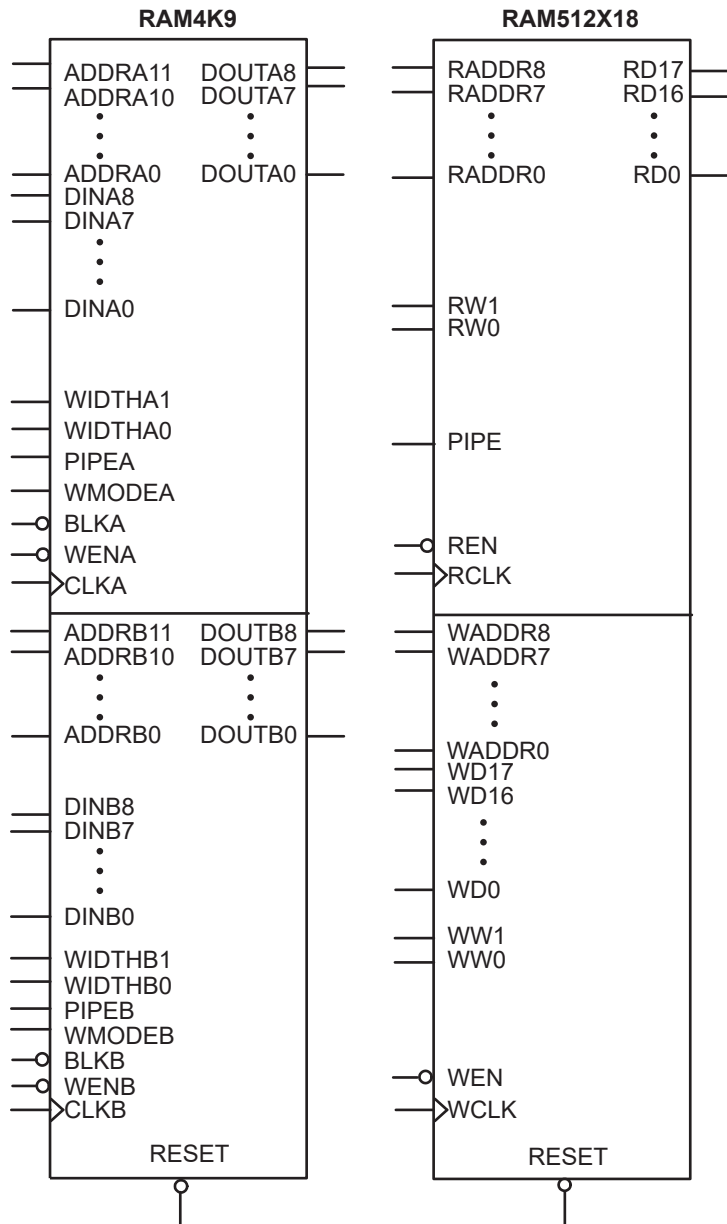 RAM4K9
ADDRA11 DOUTA8
ADDRA10 DOUTA7
ADDRA0 DOUTA0
DINA8
DINA7
DINA0
WIDTHA1
WIDTHA0
PIPEA
WMODEA
BLKA
WENA
CLKA
ADDRB11 DOUTB8
ADDRB10 DOUTB7
ADDRB0 DOUTB0
DINB8
DINB7
DINB0
WIDTHB1
WIDTHB0
PIPEB
WMODEB
BLKB
WENB
CLKB
RESET
RAM512X18
RADDR8 RD17
RADDR7 RD16
RADDR0 RD0
RW1
RW0
PIPE
REN
RCLK
WADDR8
WADDR7
WADDR0
WD17
WD16
WD0
WW1
WW0
WEN
WCLK
RESET